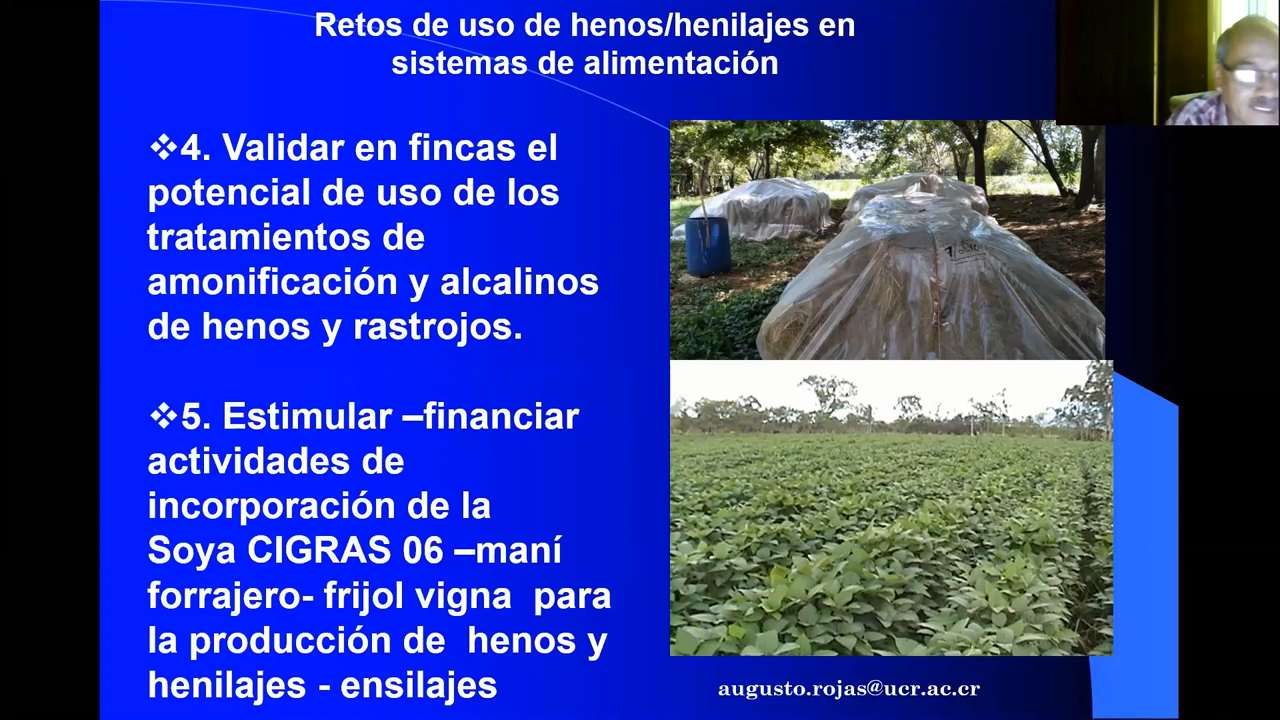 Retos de uso de henos/henilajes en
sistemas de alimentación
❖4. Validar en fincas el
potencial de uso de los
tratamientos de
amonificación y alcalinos
de henos y rastrojos.
❖5. Estimular –financiar
actividades de
incorporación de la
Soya CIGRAS 06 –maní
forrajero- frijol vigna para
la producción de henos y
henilajes - ensilajes
augusto.rojas@ucr.ac.cr